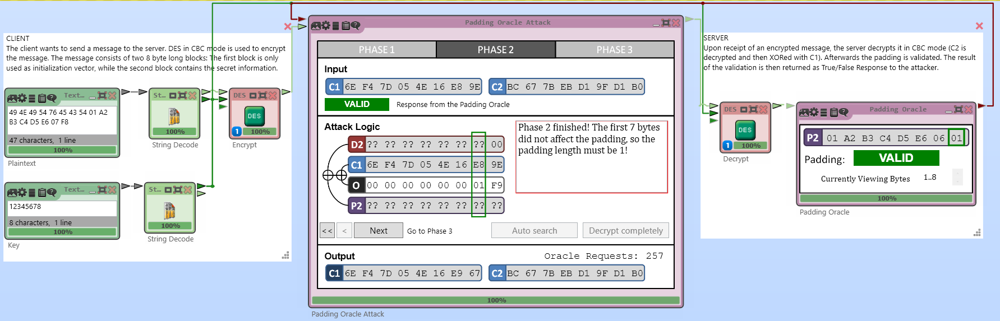 CLIENT
The client wants to send a message to the server. DES in CBC mode is used to encrypt
the message. The message consists of two 8 byte long blocks: The first block is only
used as initialization vector, while the second block contains the secret information.
Text...
49 4E 49 54 76 45 43 54 01 A2
B3 C4 D5 E6 07 F8
47 characters, 1 line
100%
Plaintext
St...
100%
String Decode
DES
DES
1 100%
Encrypt
Text...
12345678
8 characters, 1 line
100%
Key
St...
100%
String Decode
Padding Oracle Attack
PHASE 1
PHASE 2
PHASE 3
Input
C1 6E F4 7D 05 4E 16 E8 9E
C2 BC 67 7B EB D1 9F D1 B0
VALID
Response from the Padding Oracle
Attack Logic
D2 ?? ?? ?? ?? ?? ?? ?? 00
C1 6E F4 7D 05 4E 16 E8 9E
O 00 00 00 00 00 00 01 F9
P2 ?? ?? ?? ?? ?? ?? ?? ??
Phase 2 finished! The first 7 bytes
did not affect the padding, so the
padding length must be 1!
<<
<
Next
Go to Phase 3
Auto search
Decrypt completely
Output
Oracle Requests: 257
C1 6E F4 7D 05 4E 16 E9 67
C2 BC 67 7B EB D1 9F D1 B0
100%
Padding Oracle Attack
SERVER
Upon receipt of an encrypted message, the server decrypts it in CBC mode (C2 is
decrypted and then XORed with C1). Afterwards the padding is validated. The result
of the validation is then returned as True/False Response to the attacker.
DES
DES
1 100%
Decrypt
Padding Oracle
P2 01 A2 B3 C4 D5 E6 06 01
Padding:
VALID
Currently Viewing Bytes
1..8
100%
Padding Oracle